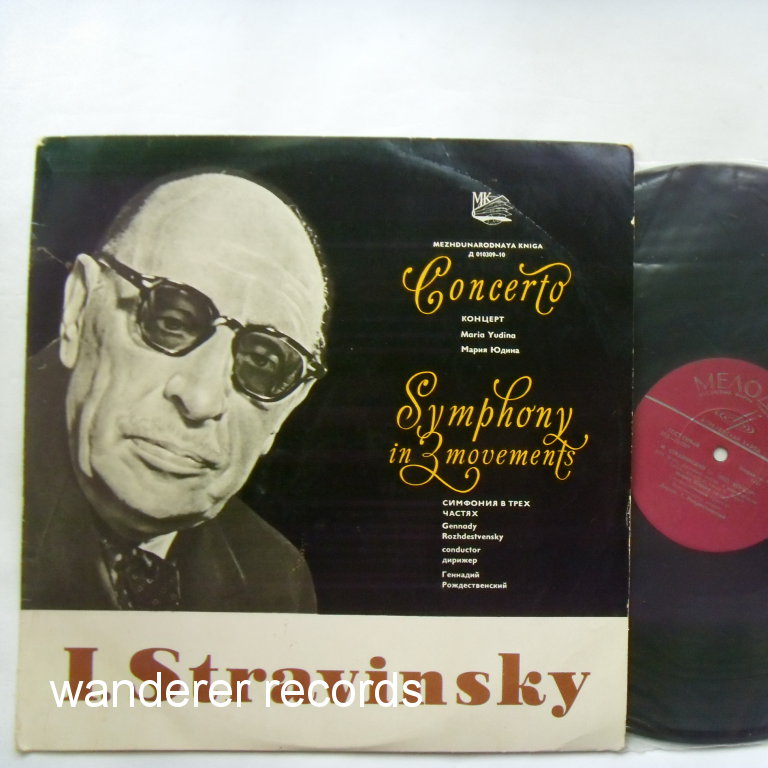 MK
MEZHDUNARODNAYA KNIGA
Д 010309-10
Concerto
КОНЦЕРТ
Maria Yudina
Мария Юдина
Symphony
in 3 movements
СИМФОНИЯ В ТРЕХ
ЧАСТЯХ
Gennady
Rozhdestvensky
conductor
дирижер
Геннадий
Рождественский
I. Stravinsky
wanderer records
МЕЛОД